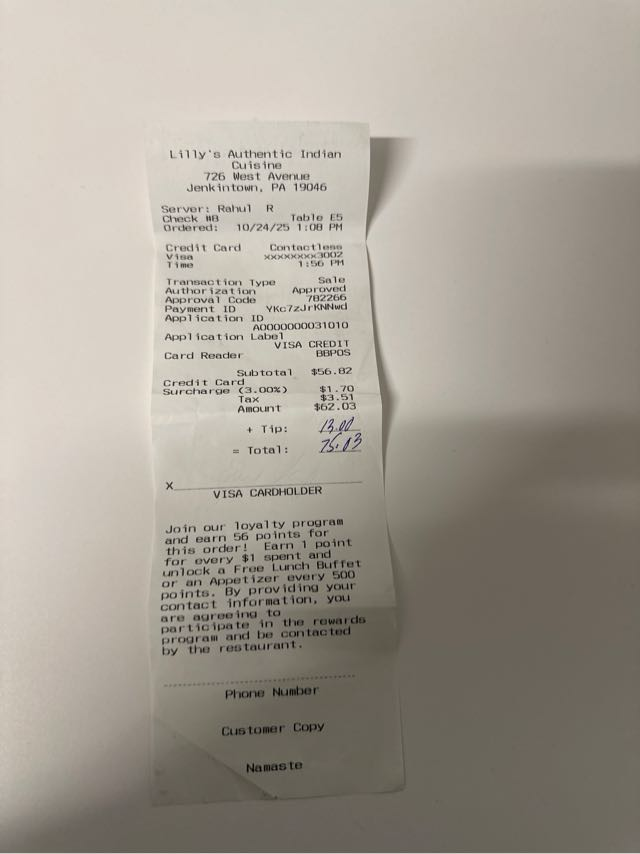 Lilly's Authentic Indian
Cuisine
726 West Avenue
Jenkintown, PA 19046
Server: Rahul R
Check #8 Table E5
Ordered: 10/24/25 1:08 PM
Credit Card Contactless
Visa xxxxxxxx3002
Time 1:56 PM
Transaction Type Sale
Authorization Approved
Approval Code 782266
Payment ID YKc7zJrKNNwd
Application ID
A0000000031010
Application Label
VISA CREDIT
Card Reader BBPOS
Subtotal $56.82
Credit Card
Surcharge (3.00%) $1.70
Tax $3.51
Amount $62.03
+ Tip: 13.00
= Total: 75.03
X
VISA CARDHOLDER
Join our loyalty program
and earn 56 points for
this order! Earn 1 point
for every $1 spent and
unlock a Free Lunch Buffet
or an Appetizer every 500
points. By providing your
contact information, you
are agreeing to
participate in the rewards
program and be contacted
by the restaurant.
Phone Number
Customer Copy
Namaste